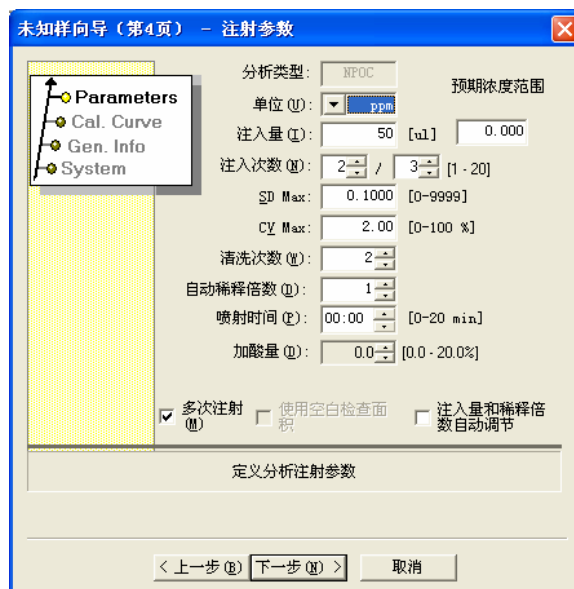 未知样向导（第4页） - 注射参数
Parameters
Cal. Curve
Gen. Info
System
分析类型: NPOC
预期浓度范围
单位(U): ppm
注入量(I): 50 [ul] 0.000
注入次数(N): 2 / 3 [1 - 20]
SD Max: 0.1000 [0-9999]
CV Max: 2.00 [0-100 %]
清洗次数(W): 2
自动稀释倍数(D): 1
喷射时间(P): 00:00 [0-20 min]
加酸量(D): 0.0 [0.0 - 20.0%]
多次注射
(M)
使用空白检查面
积
注入量和稀释倍
数自动调节
定义分析注射参数
< 上一步(B) 下一步(N) > 取消